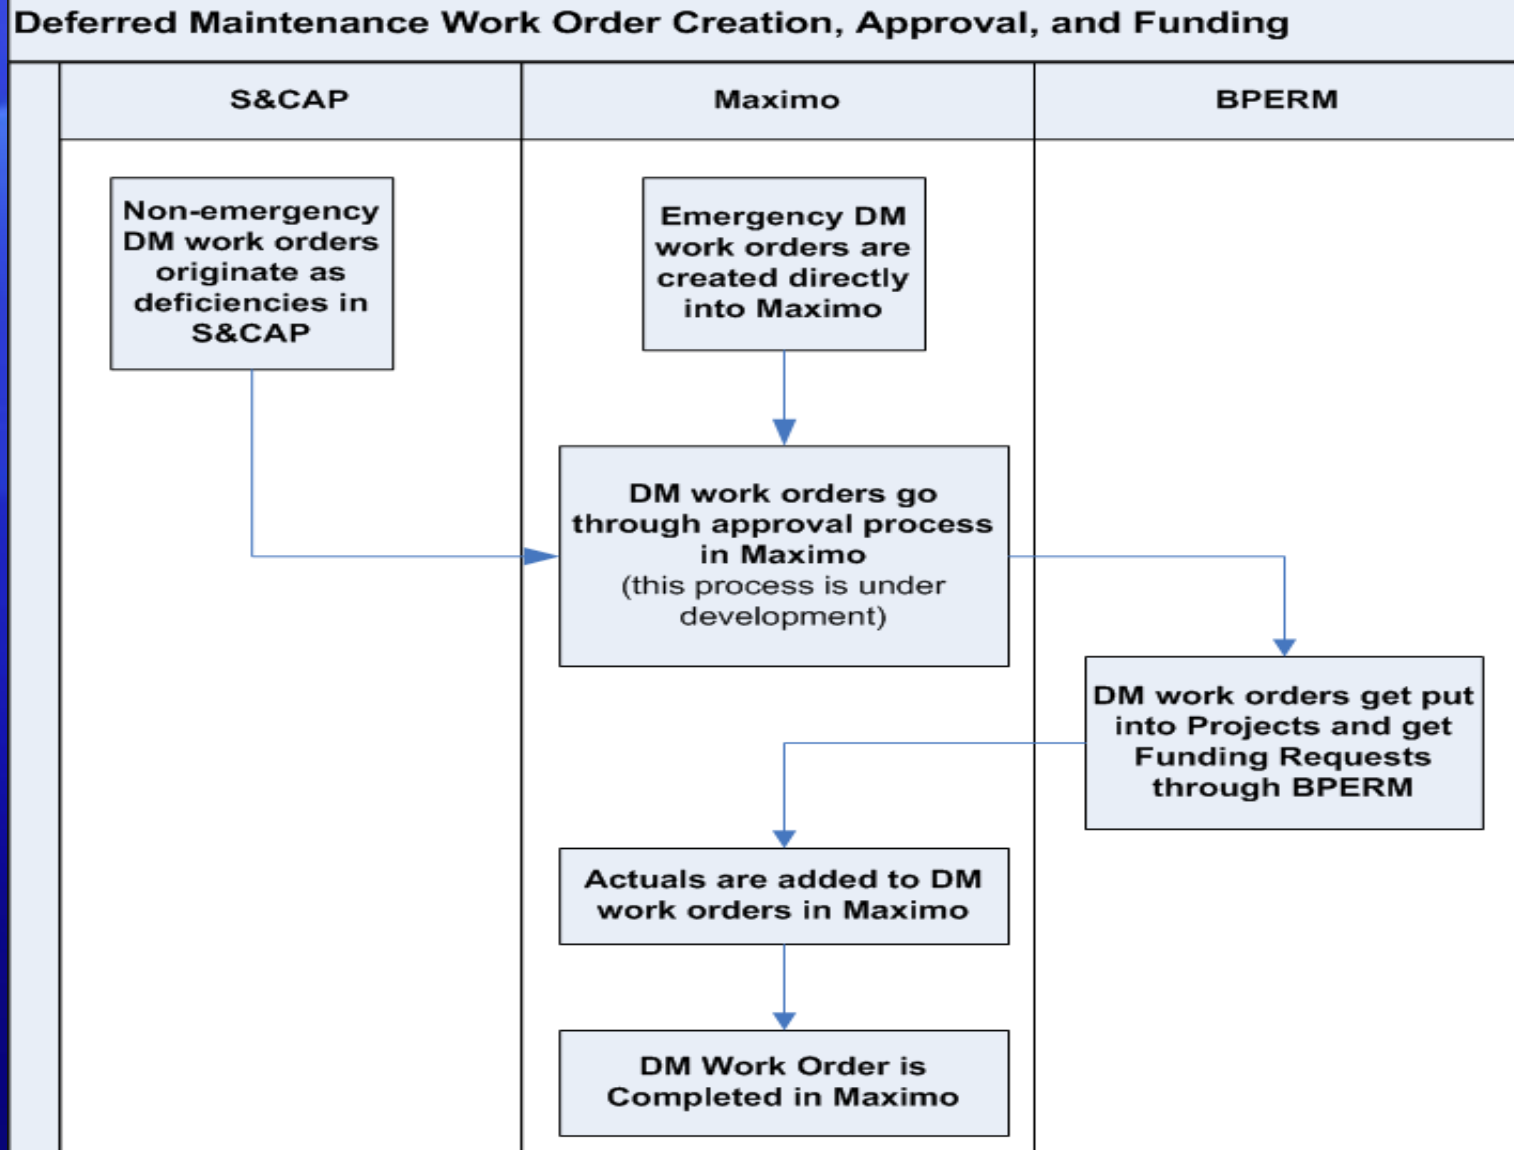 Deferred Maintenance Work Order Creation, Approval, and Funding
S&CAP
Maximo
BPERM
Non-emergency
DM work orders
originate as
deficiencies in
S&CAP
Emergency DM
work orders are
created directly
into Maximo
DM work orders go
through approval process
in Maximo
(this process is under
development)
DM work orders get put
into Projects and get
Funding Requests
through BPERM
Actuals are added to DM
work orders in Maximo
DM Work Order is
Completed in Maximo